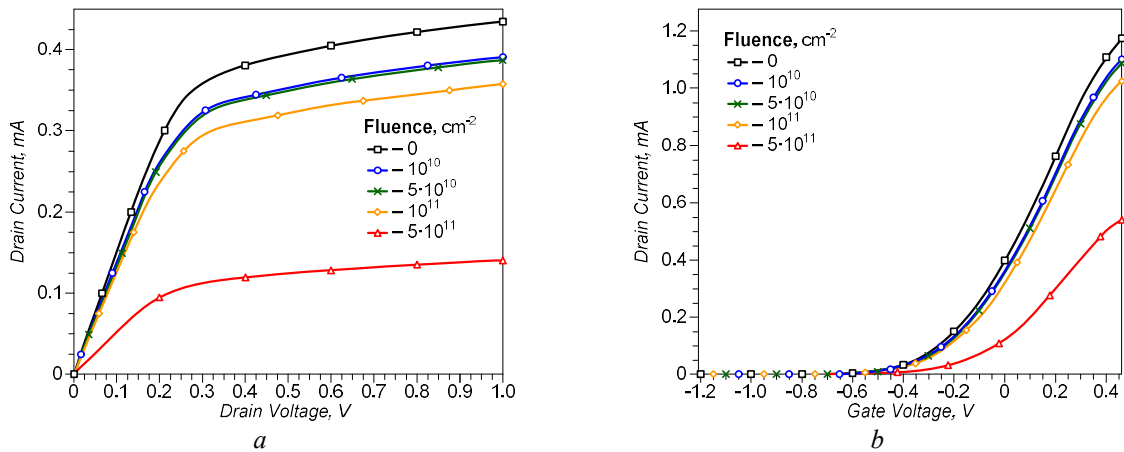 Drain Current, mA
0.4
0.3
0.2
0.1
0
0 0.1 0.2 0.3 0.4 0.5 0.6 0.7 0.8 0.9 1.0
Drain Voltage, V
Fluence, cm⁻²
– 0
– 10¹⁰
– 5·10¹⁰
– 10¹¹
– 5·10¹¹
a
Drain Current, mA
1.2
1.0
0.8
0.6
0.4
0.2
0
-1.2 -1.0 -0.8 -0.6 -0.4 -0.2 0 0.2 0.4
Gate Voltage, V
Fluence, cm⁻²
– 0
– 10¹⁰
– 5·10¹⁰
– 10¹¹
– 5·10¹¹
b